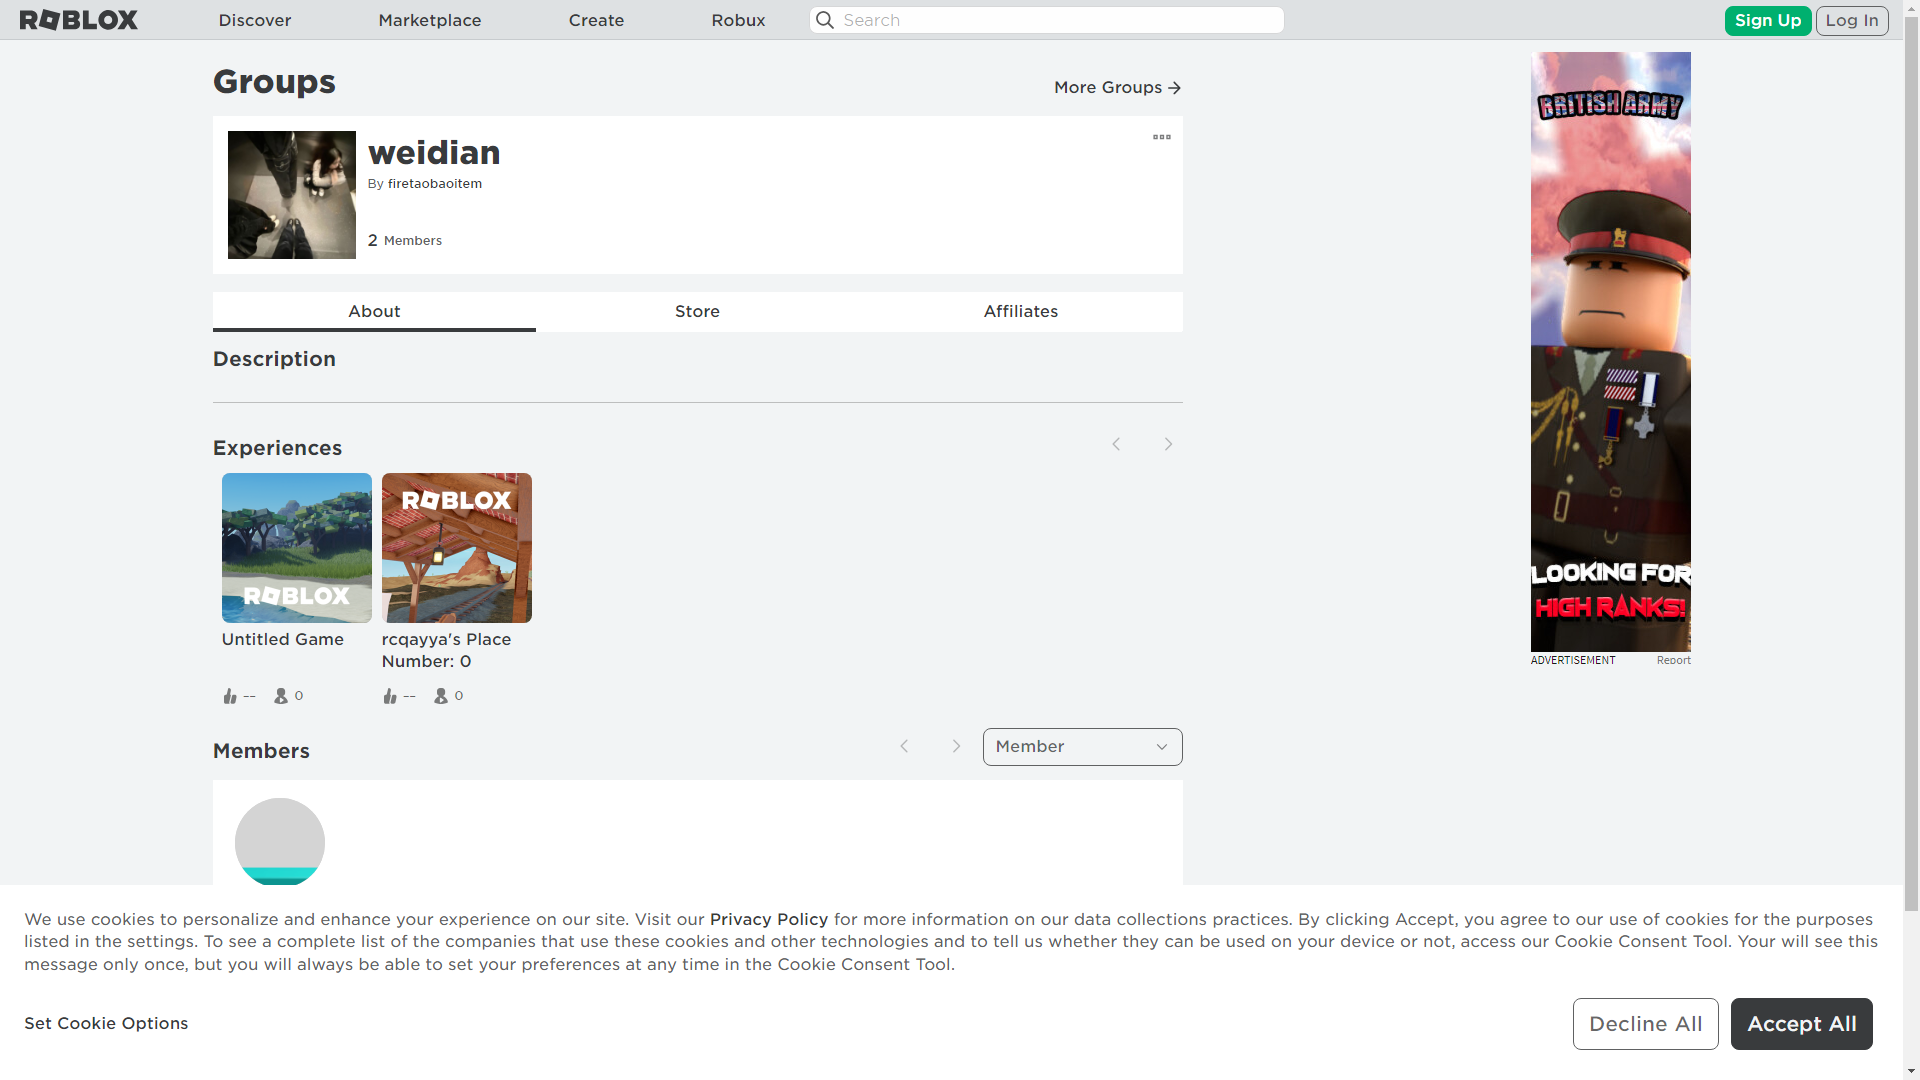 ROBLOX
Discover
Marketplace
Create
Robux
Search
Sign Up
Log In
Groups
More Groups
weidian
By firetaobaoitem
2 Members
About
Store
Affiliates
Description
Experiences
ROBLOX
Untitled Game
-- 0
ROBLOX
rcqayya's Place
Number: 0
-- 0
Members
Member
BRITISH ARMY
LOOKING FOR
HIGH RANKS!
ADVERTISEMENT
Report
We use cookies to personalize and enhance your experience on our site. Visit our Privacy Policy for more information on our data collections practices. By clicking Accept, you agree to our use of cookies for the purposes
listed in the settings. To see a complete list of the companies that use these cookies and other technologies and to tell us whether they can be used on your device or not, access our Cookie Consent Tool. Your will see this
message only once, but you will always be able to set your preferences at any time in the Cookie Consent Tool.
Set Cookie Options
Decline All
Accept All